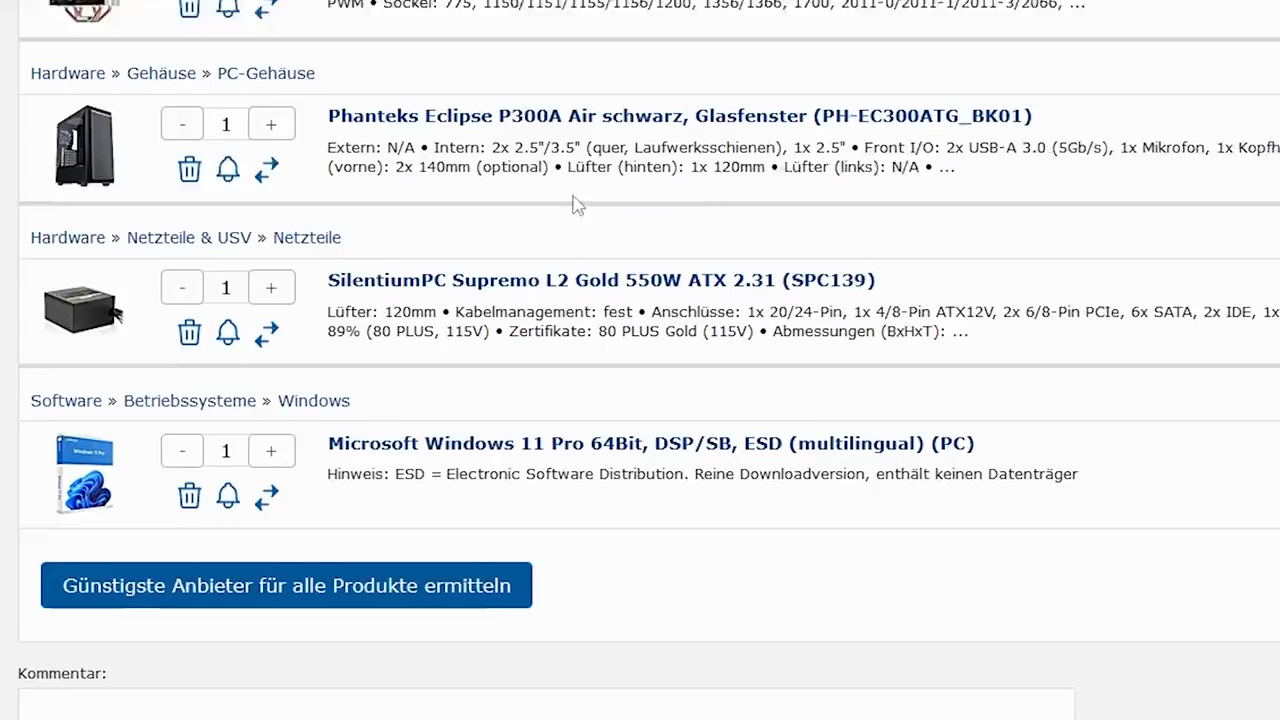 PWM • Sockel: 775, 1150/1151/1155/1156/1200, 1356/1366, 1700, 2011-0/2011-1/2011-3/2066, ...
Hardware » Gehäuse » PC-Gehäuse
- 1 +
Phanteks Eclipse P300A Air schwarz, Glasfenster (PH-EC300ATG_BK01)
Extern: N/A • Intern: 2x 2.5"/3.5" (quer, Laufwerksschienen), 1x 2.5" • Front I/O: 2x USB-A 3.0 (5Gb/s), 1x Mikrofon, 1x Kopfh
(vorne): 2x 140mm (optional) • Lüfter (hinten): 1x 120mm • Lüfter (links): N/A • ...
Hardware » Netzteile & USV » Netzteile
- 1 +
SilentiumPC Supremo L2 Gold 550W ATX 2.31 (SPC139)
Lüfter: 120mm • Kabelmanagement: fest • Anschlüsse: 1x 20/24-Pin, 1x 4/8-Pin ATX12V, 2x 6/8-Pin PCIe, 6x SATA, 2x IDE, 1x
89% (80 PLUS, 115V) • Zertifikate: 80 PLUS Gold (115V) • Abmessungen (BxHxT): ...
Software » Betriebssysteme » Windows
- 1 +
Microsoft Windows 11 Pro 64Bit, DSP/SB, ESD (multilingual) (PC)
Hinweis: ESD = Electronic Software Distribution. Reine Downloadversion, enthält keinen Datenträger
Günstigste Anbieter für alle Produkte ermitteln
Kommentar: